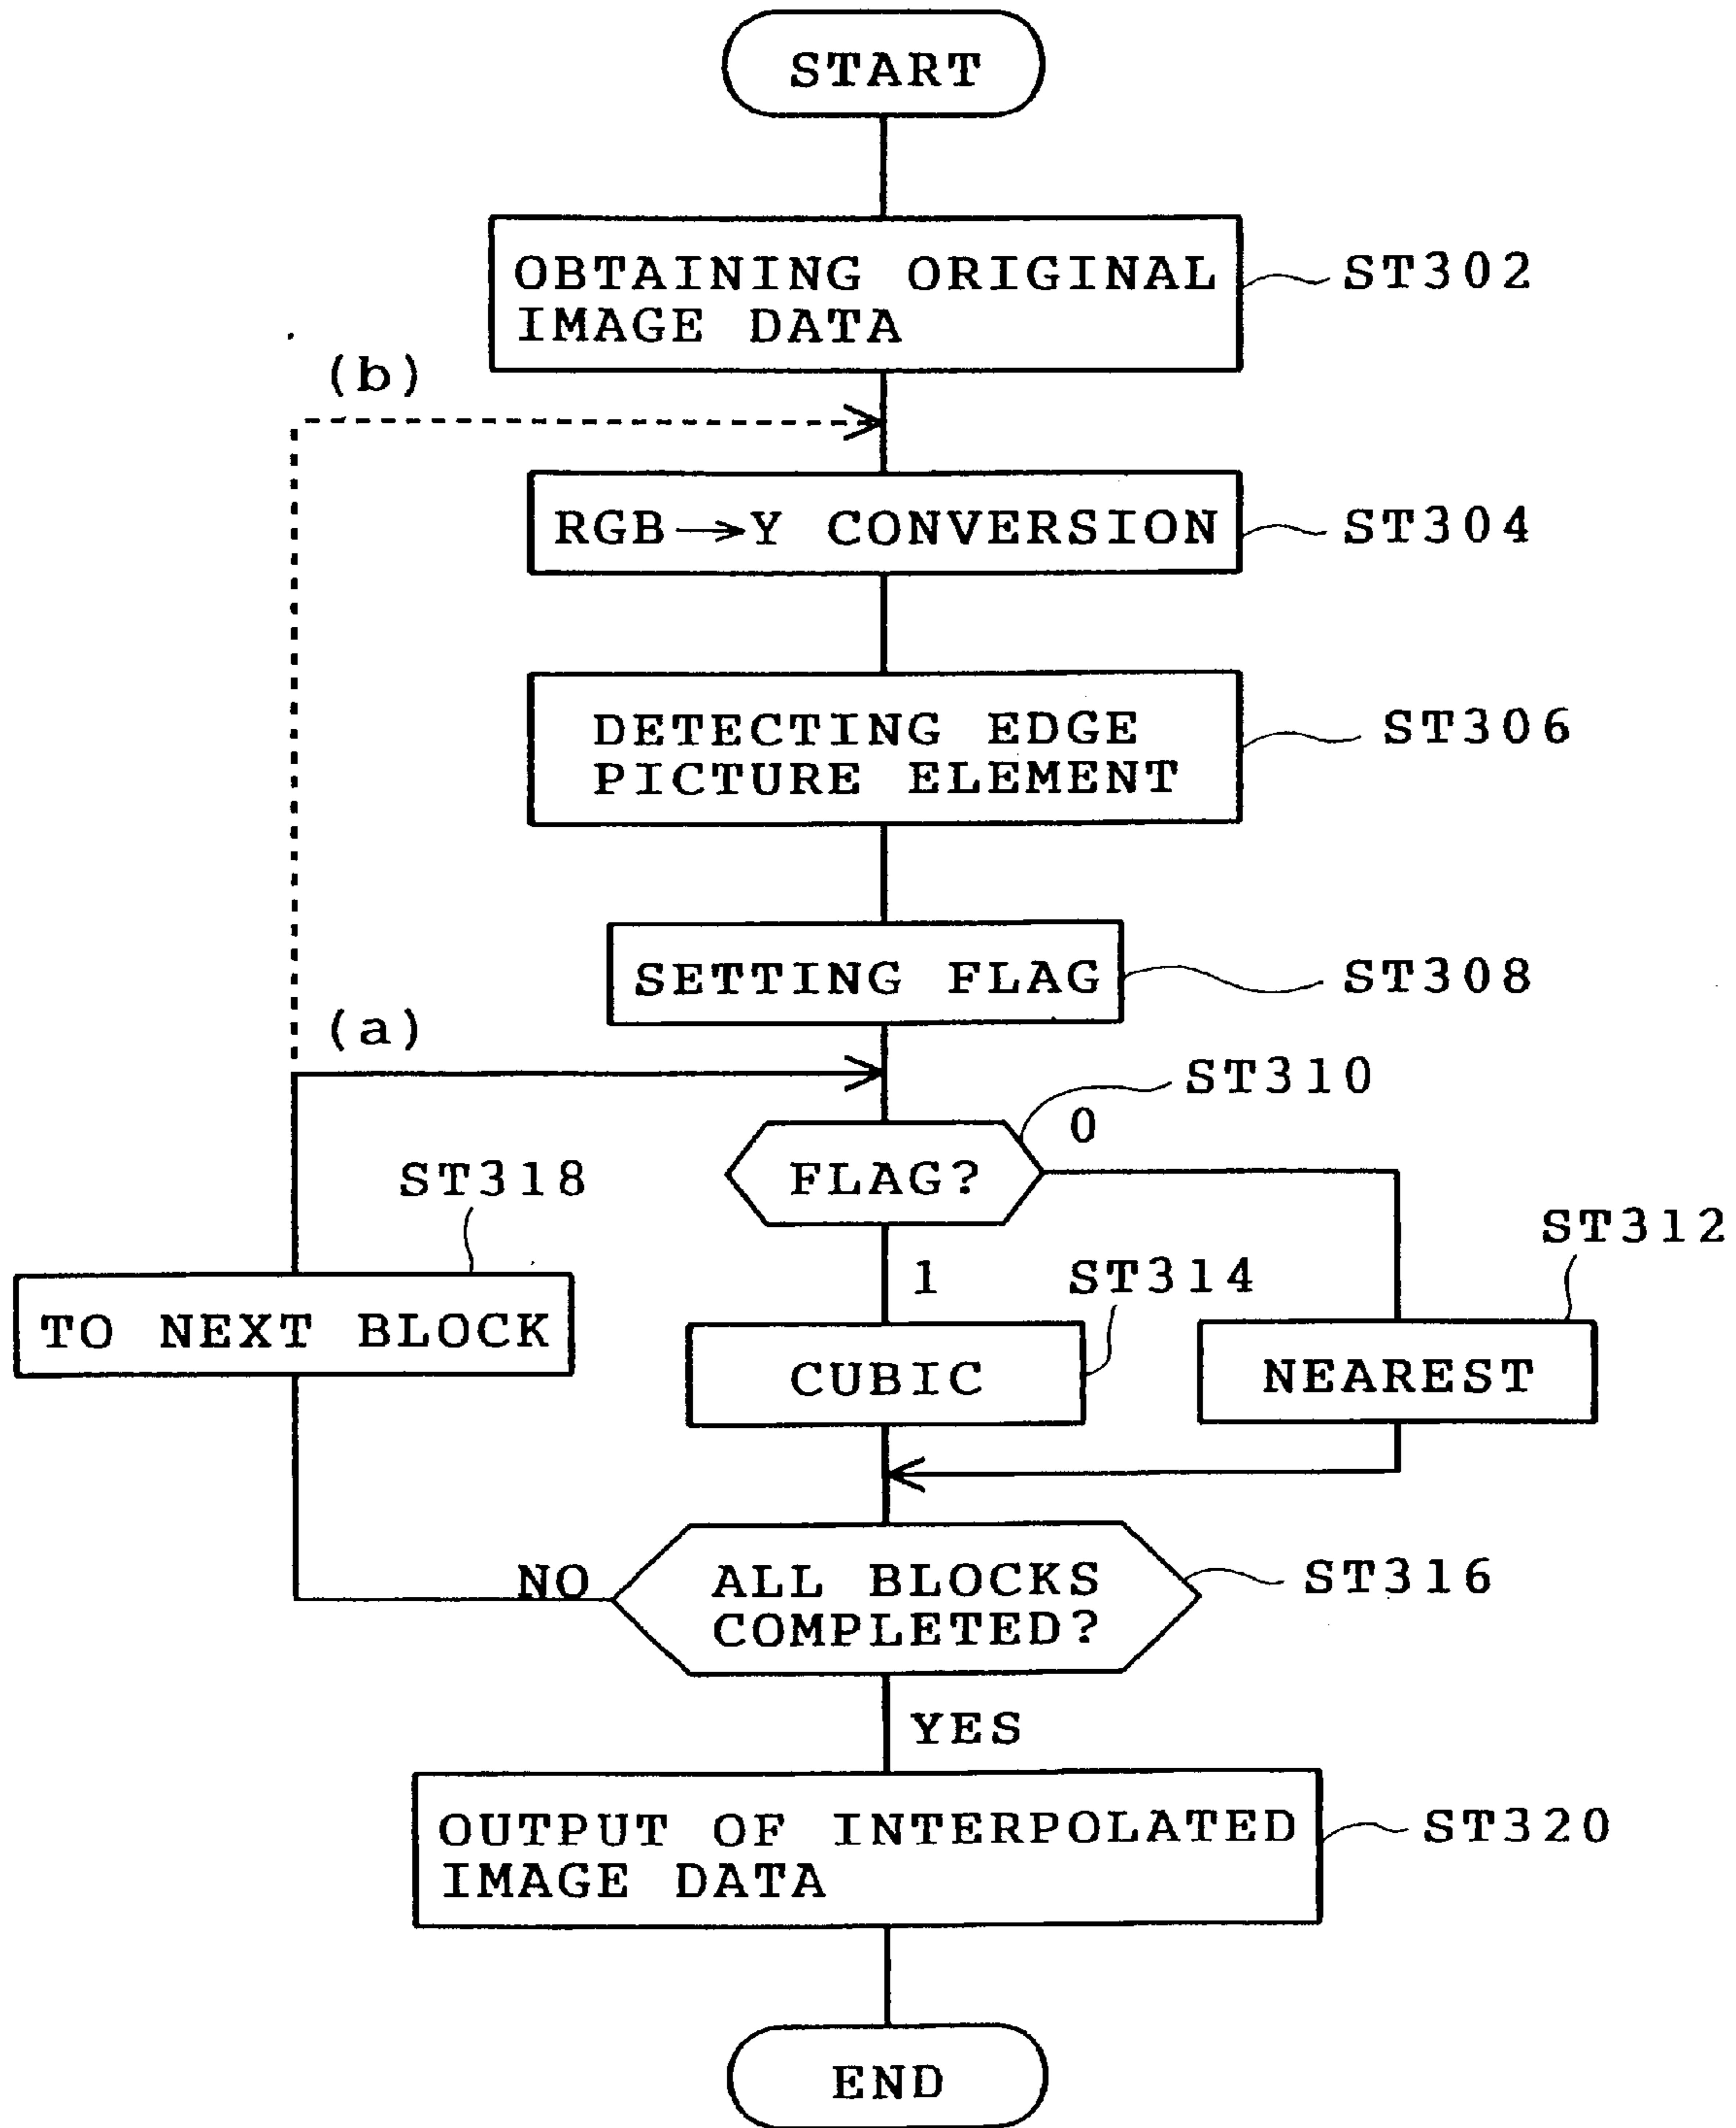 START
OBTAINING ORIGINAL
IMAGE DATA
ST302
(b)
RGB→Y CONVERSION
ST304
DETECTING EDGE
PICTURE ELEMENT
ST306
SETTING FLAG
ST308
(a)
ST310
FLAG?
0
ST318
ST312
1
ST314
TO NEXT BLOCK
CUBIC
NEAREST
NO
ALL BLOCKS
COMPLETED?
ST316
YES
OUTPUT OF INTERPOLATED
IMAGE DATA
ST320
END